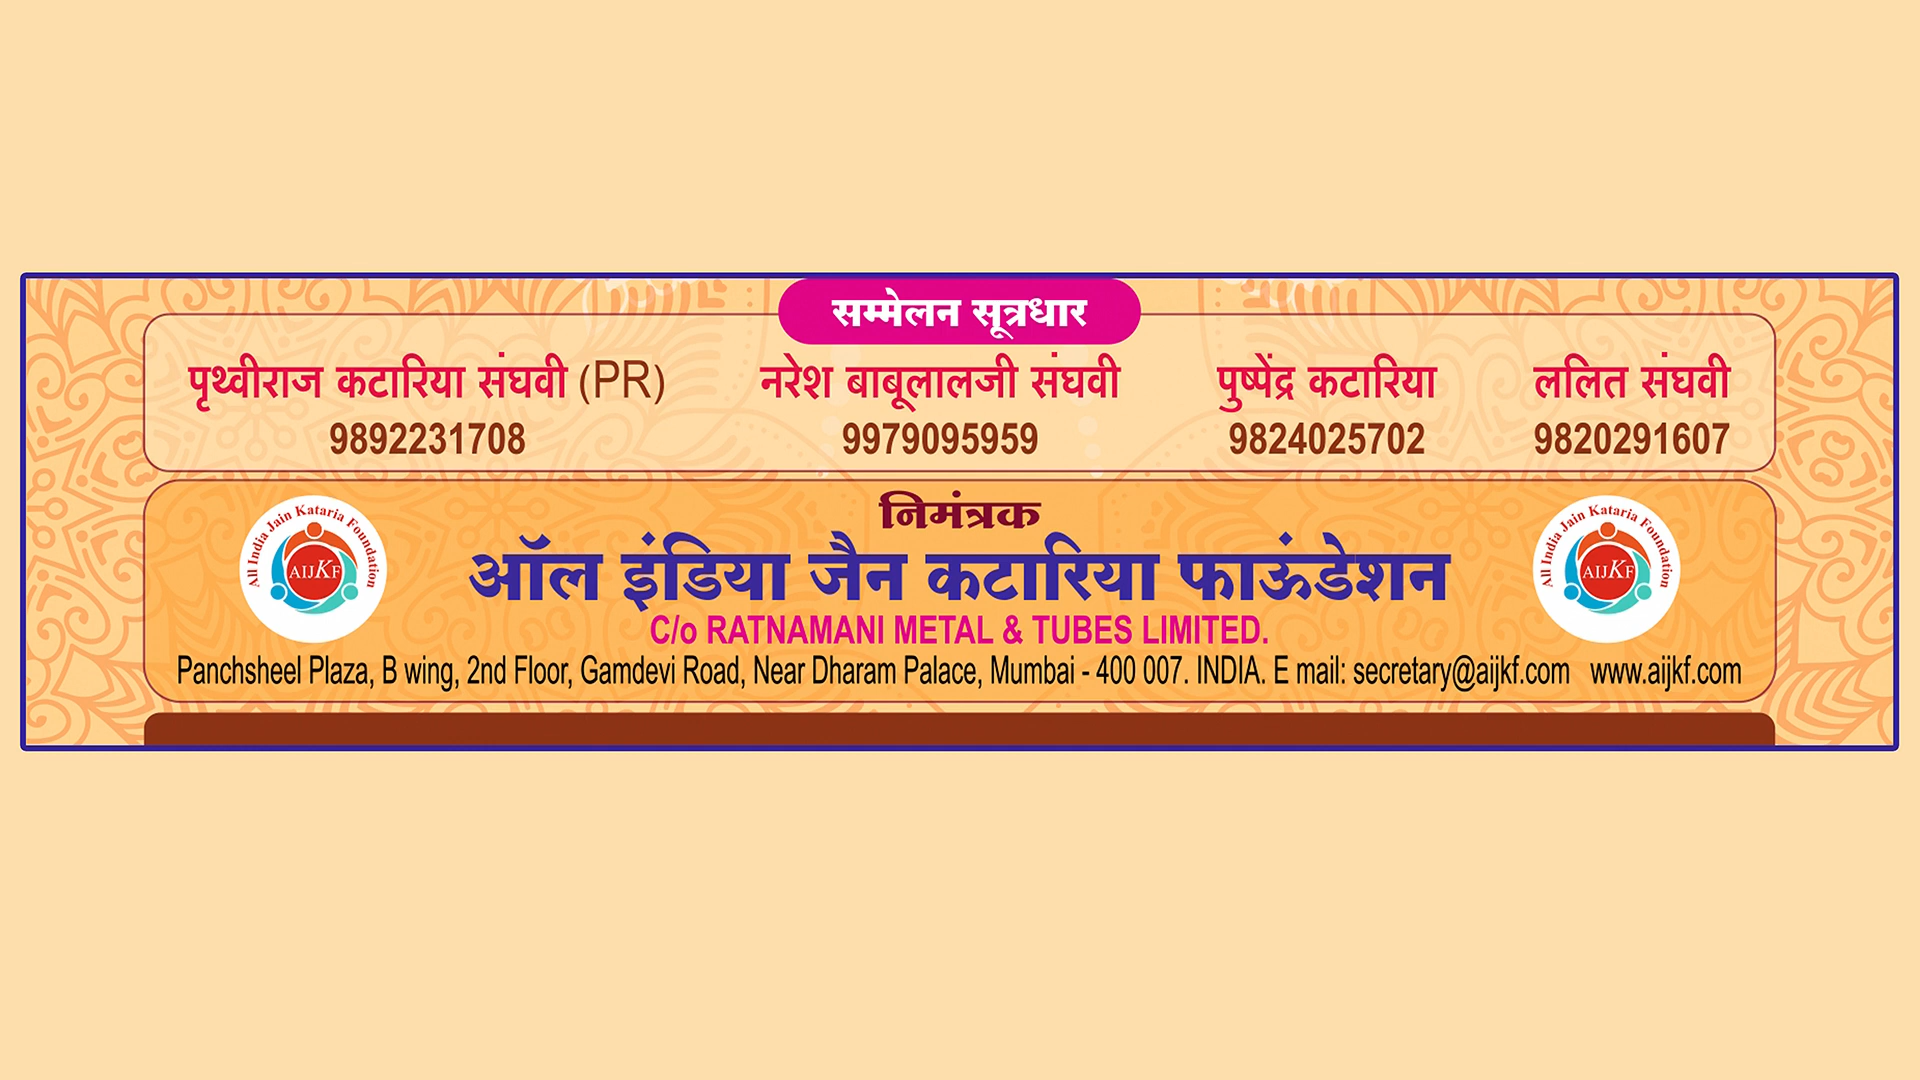 सम्मेलन सूत्रधार
पृथ्वीराज कटारिया संघवी (PR) नरेश बाबूलालजी संघवी पुष्पेंद्र कटारिया ललित संघवी
9892231708 9979095959 9824025702 9820291607
निमंत्रक
All India Jain Kataria Foundation
AIJKF
ऑल इंडिया जैन कटारिया फाऊंडेशन
All India Jain Kataria Foundation
AIJKF
C/o RATNAMANI METAL & TUBES LIMITED.
Panchsheel Plaza, B wing, 2nd Floor, Gamdevi Road, Near Dharam Palace, Mumbai - 400 007. INDIA. E mail: secretary@aijkf.com www.aijkf.com